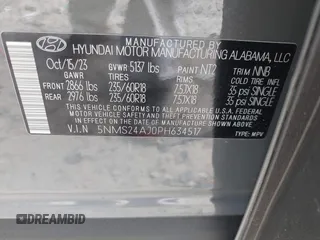 MANUFACTURED BY
HYUNDAI MOTOR MANUFACTURING ALABAMA, LLC
Oct/15/23 GVWR 5137 lbs PAINT NT2 TRIM NNB
GAWR TIRES RIMS COLD TIRE PRESSURE
FRONT 2866 lbs 235/60R18 7.5JX18 35 psi SINGLE
REAR 2976 lbs 235/60R18 7.5JX18 35 psi SINGLE
THIS VEHICLE CONFORMS TO ALL APPLICABLE U.S. FEDERAL MOTOR VEHICLE
SAFETY AND BUMPER STANDARDS IN EFFECT ON THE DATE OF MANUFACTURE SHOWN ABOVE.
V.I.N 5NMS24AJ0PH634517 TYPE: MPV
DREAMBID